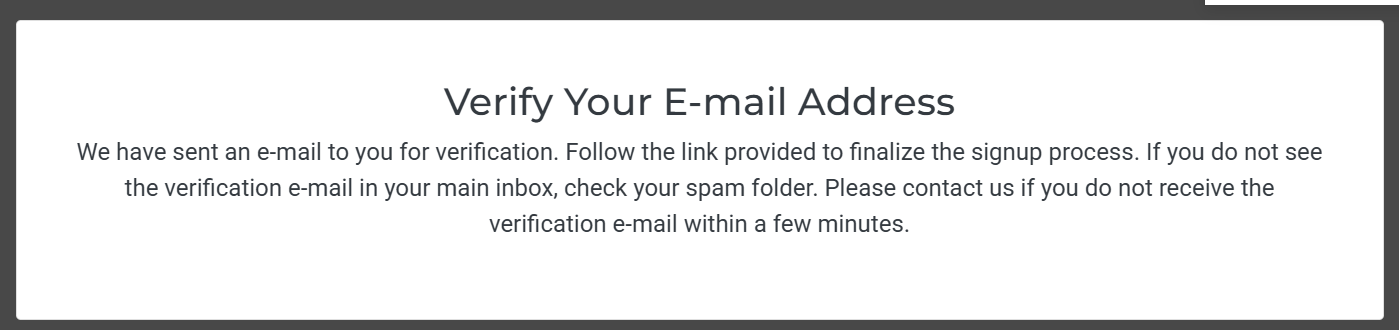 Verify Your E-mail Address
We have sent an e-mail to you for verification. Follow the link provided to finalize the signup process. If you do not see
the verification e-mail in your main inbox, check your spam folder. Please contact us if you do not receive the
verification e-mail within a few minutes.